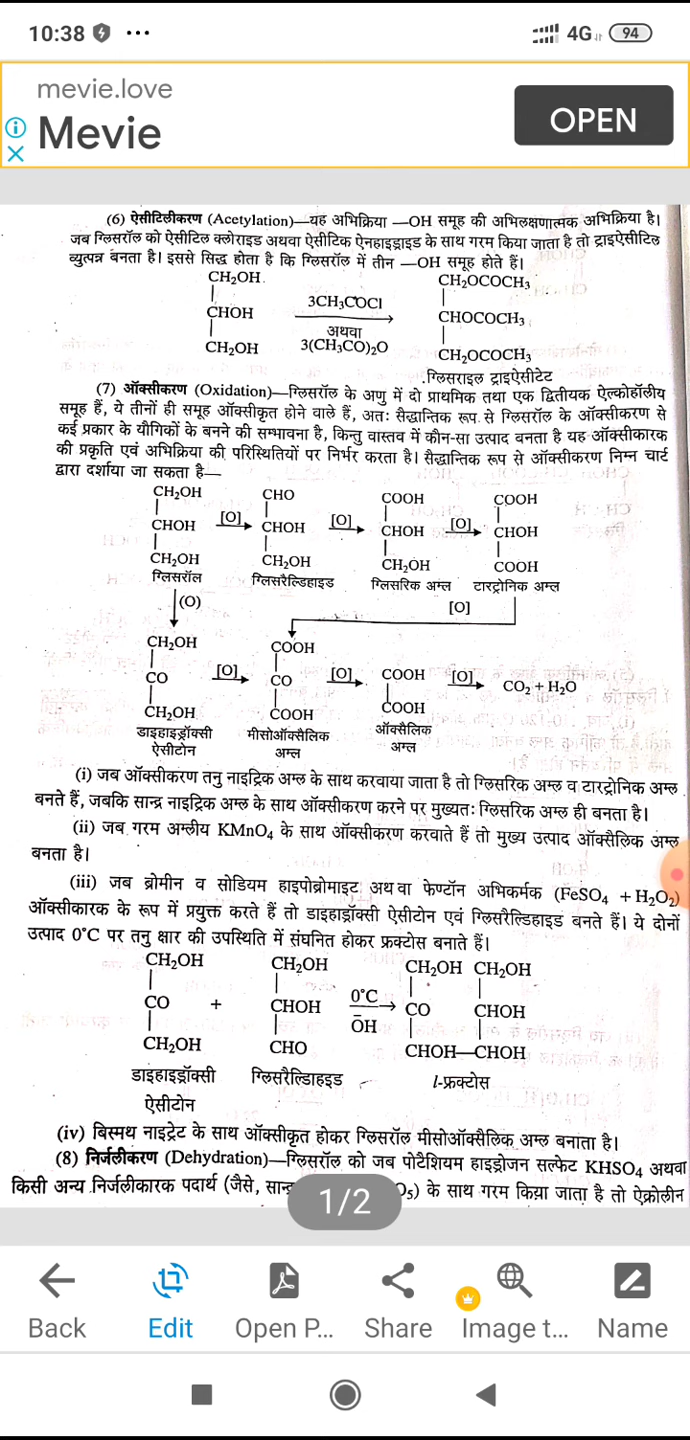 10:38
4G 94
mevie.love
Mevie
OPEN
(6) ऐसीटिलीकरण (Acetylation)—यह अभिक्रिया —OH समूह की अभिलक्षणात्मक अभिक्रिया है।
जब ग्लिसरॉल को ऐसीटिल क्लोराइड अथवा ऐसीटिक ऐनहाइड्राइड के साथ गरम किया जाता है तो ट्राइऐसीटिल
व्युत्पन्न बनता है। इससे सिद्ध होता है कि ग्लिसरॉल में तीन —OH समूह होते हैं।
CH₂OH CH₂OCOCH₃
3CH₃COCl
CHOH CHOCOCH₃
अथवा
CH₂OH 3(CH₃CO)₂O CH₂OCOCH₃
ग्लिसराइल ट्राइऐसीटेट
(7) ऑक्सीकरण (Oxidation)—ग्लिसरॉल के अणु में दो प्राथमिक तथा एक द्वितीयक ऐल्कोहॉलीय
समूह हैं, ये तीनों ही समूह ऑक्सीकृत होने वाले हैं, अतः सैद्धान्तिक रूप से ग्लिसरॉल के ऑक्सीकरण से
कई प्रकार के यौगिकों के बनने की सम्भावना है, किन्तु वास्तव में कौन-सा उत्पाद बनता है यह ऑक्सीकारक
की प्रकृति एवं अभिक्रिया की परिस्थितियों पर निर्भर करता है। सैद्धान्तिक रूप से ऑक्सीकरण निम्न चार्ट
द्वारा दर्शाया जा सकता है—
CH₂OH CHO COOH COOH
CHOH [O] CHOH [O] CHOH [O] CHOH
CH₂OH CH₂OH CH₂OH COOH
ग्लिसरॉल ग्लिसरैल्डिहाइड ग्लिसरिक अम्ल टारट्रोनिक अम्ल
(O) [O]
CH₂OH COOH
CO [O] CO [O] COOH [O] CO₂ + H₂O
CH₂OH COOH COOH
डाइहाइड्रॉक्सी मीसोऑक्सैलिक ऑक्सैलिक
ऐसीटोन अम्ल अम्ल
(i) जब ऑक्सीकरण तनु नाइट्रिक अम्ल के साथ करवाया जाता है तो ग्लिसरिक अम्ल व टारट्रोनिक अम्ल
बनते हैं, जबकि सान्द्र नाइट्रिक अम्ल के साथ ऑक्सीकरण करने पर मुख्यतः ग्लिसरिक अम्ल ही बनता है।
(ii) जब गरम अम्लीय KMnO₄ के साथ ऑक्सीकरण करवाते हैं तो मुख्य उत्पाद ऑक्सैलिक अम्ल
बनता है।
(iii) जब ब्रोमीन व सोडियम हाइपोब्रोमाइट अथवा फेण्टॉन अभिकर्मक (FeSO₄ + H₂O₂)
ऑक्सीकारक के रूप में प्रयुक्त करते हैं तो डाइहाड्रॉक्सी ऐसीटोन एवं ग्लिसरैल्डिहाइड बनते हैं। ये दोनों
उत्पाद 0°C पर तनु क्षार की उपस्थिति में संघनित होकर फ्रक्टोस बनाते हैं।
CH₂OH CH₂OH CH₂OH CH₂OH
CO + CHOH 0°C CO CHOH
ŌH
CH₂OH CHO CHOH—CHOH
डाइहाइड्रॉक्सी ग्लिसरैल्डिाहइड l-फ्रक्टोस
ऐसीटोन
(iv) बिस्मथ नाइट्रेट के साथ ऑक्सीकृत होकर ग्लिसरॉल मीसोऑक्सैलिक अम्ल बनाता है।
(8) निर्जलीकरण (Dehydration)—ग्लिसरॉल को जब पोटैशियम हाइड्रोजन सल्फेट KHSO₄ अथवा
किसी अन्य निर्जलीकारक पदार्थ (जैसे, सान्द्र O₅) के साथ गरम किया जाता है तो ऐक्रोलीन
1/2
Back Edit Open P... Share Image t... Name